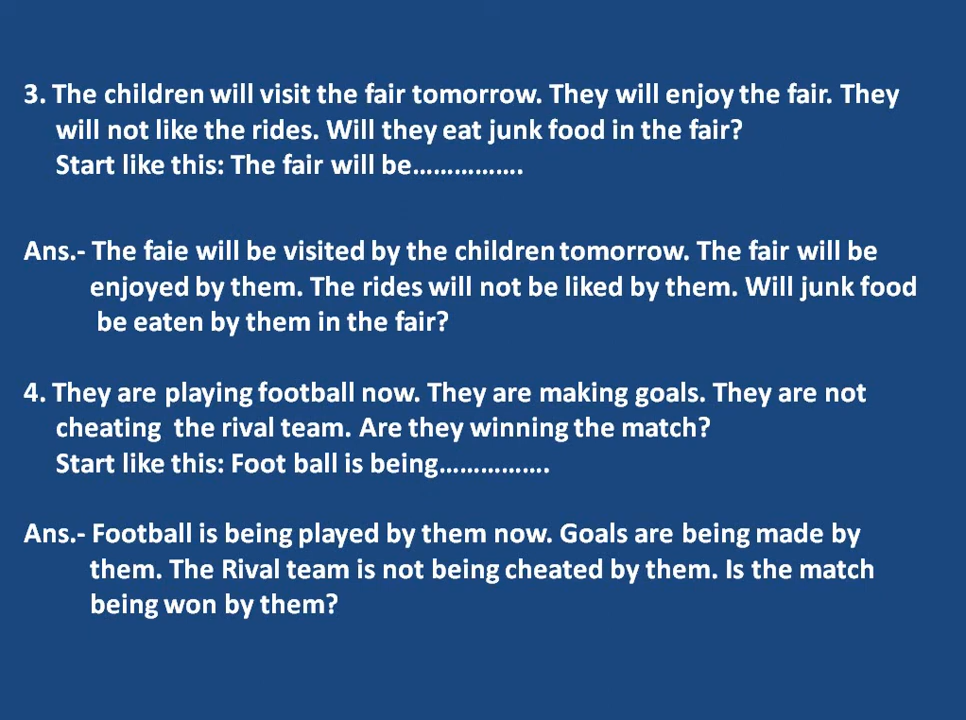 3. The children will visit the fair tomorrow. They will enjoy the fair. They
will not like the rides. Will they eat junk food in the fair?
Start like this: The fair will be…………….
Ans.- The faie will be visited by the children tomorrow. The fair will be
enjoyed by them. The rides will not be liked by them. Will junk food
be eaten by them in the fair?
4. They are playing football now. They are making goals. They are not
cheating the rival team. Are they winning the match?
Start like this: Foot ball is being…………….
Ans.- Football is being played by them now. Goals are being made by
them. The Rival team is not being cheated by them. Is the match
being won by them?